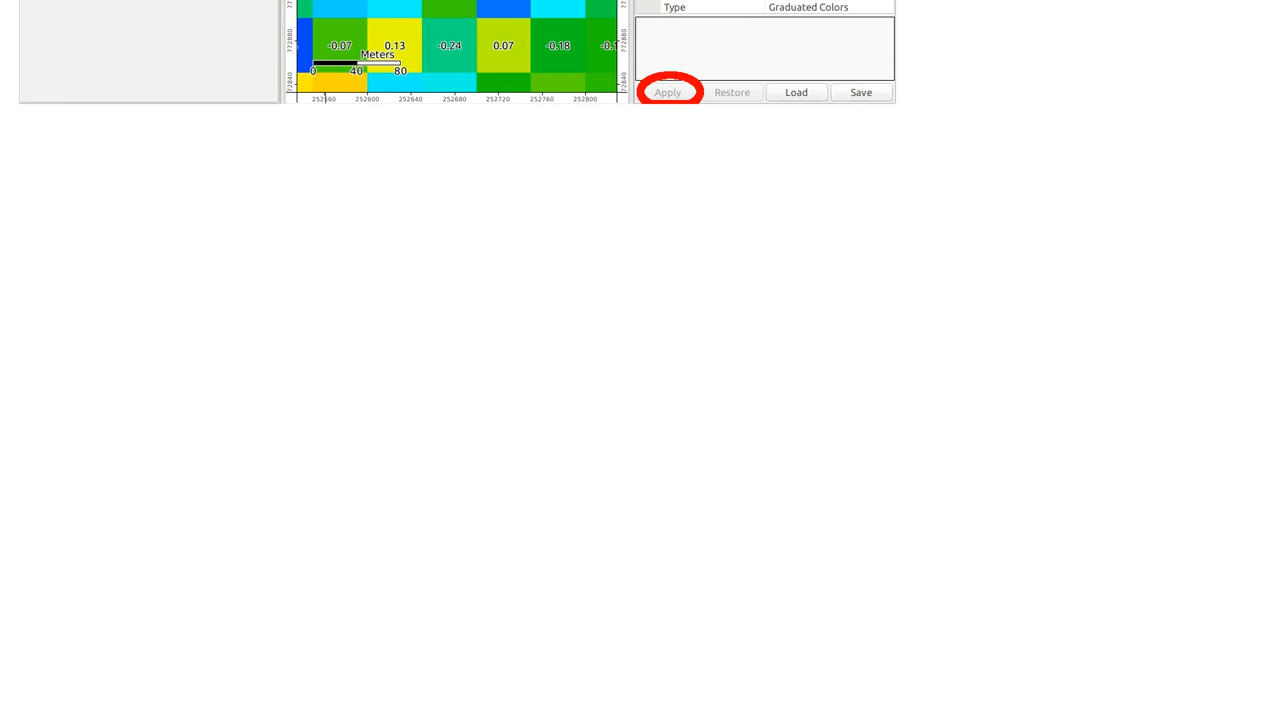 Type Graduated Colors
-0.07 0.13 -0.24 0.07 -0.18
Meters
0 40 80
772880
252600 252640 252680 252720 252760 252800
Apply Restore Load Save